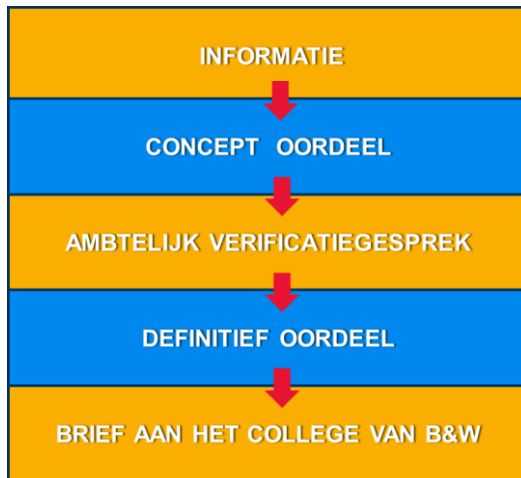 INFORMATIE
CONCEPT OORDEEL
AMBTELIJK VERIFICATIEGESPREK
DEFINITIEF OORDEEL
BRIEF AAN HET COLLEGE VAN B&W